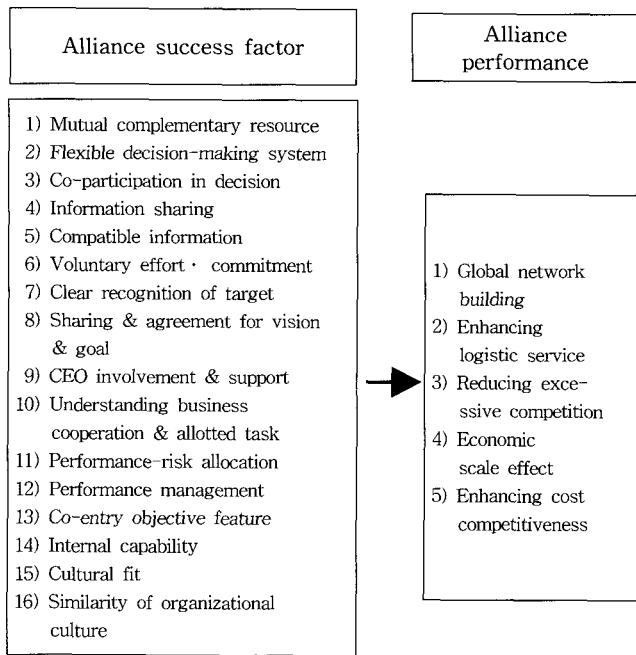 Alliance success factor
1) Mutual complementary resource
2) Flexible decision-making system
3) Co-participation in decision
4) Information sharing
5) Compatible information
6) Voluntary effort · commitment
7) Clear recognition of target
8) Sharing & agreement for vision
& goal
9) CEO involvement & support
10) Understanding business
cooperation & allotted task
11) Performance-risk allocation
12) Performance management
13) Co-entry objective feature
14) Internal capability
15) Cultural fit
16) Similarity of organizational
culture
Alliance
performance
1) Global network
building
2) Enhancing
logistic service
3) Reducing exce-
ssive competition
4) Economic
scale effect
5) Enhancing cost
competitiveness